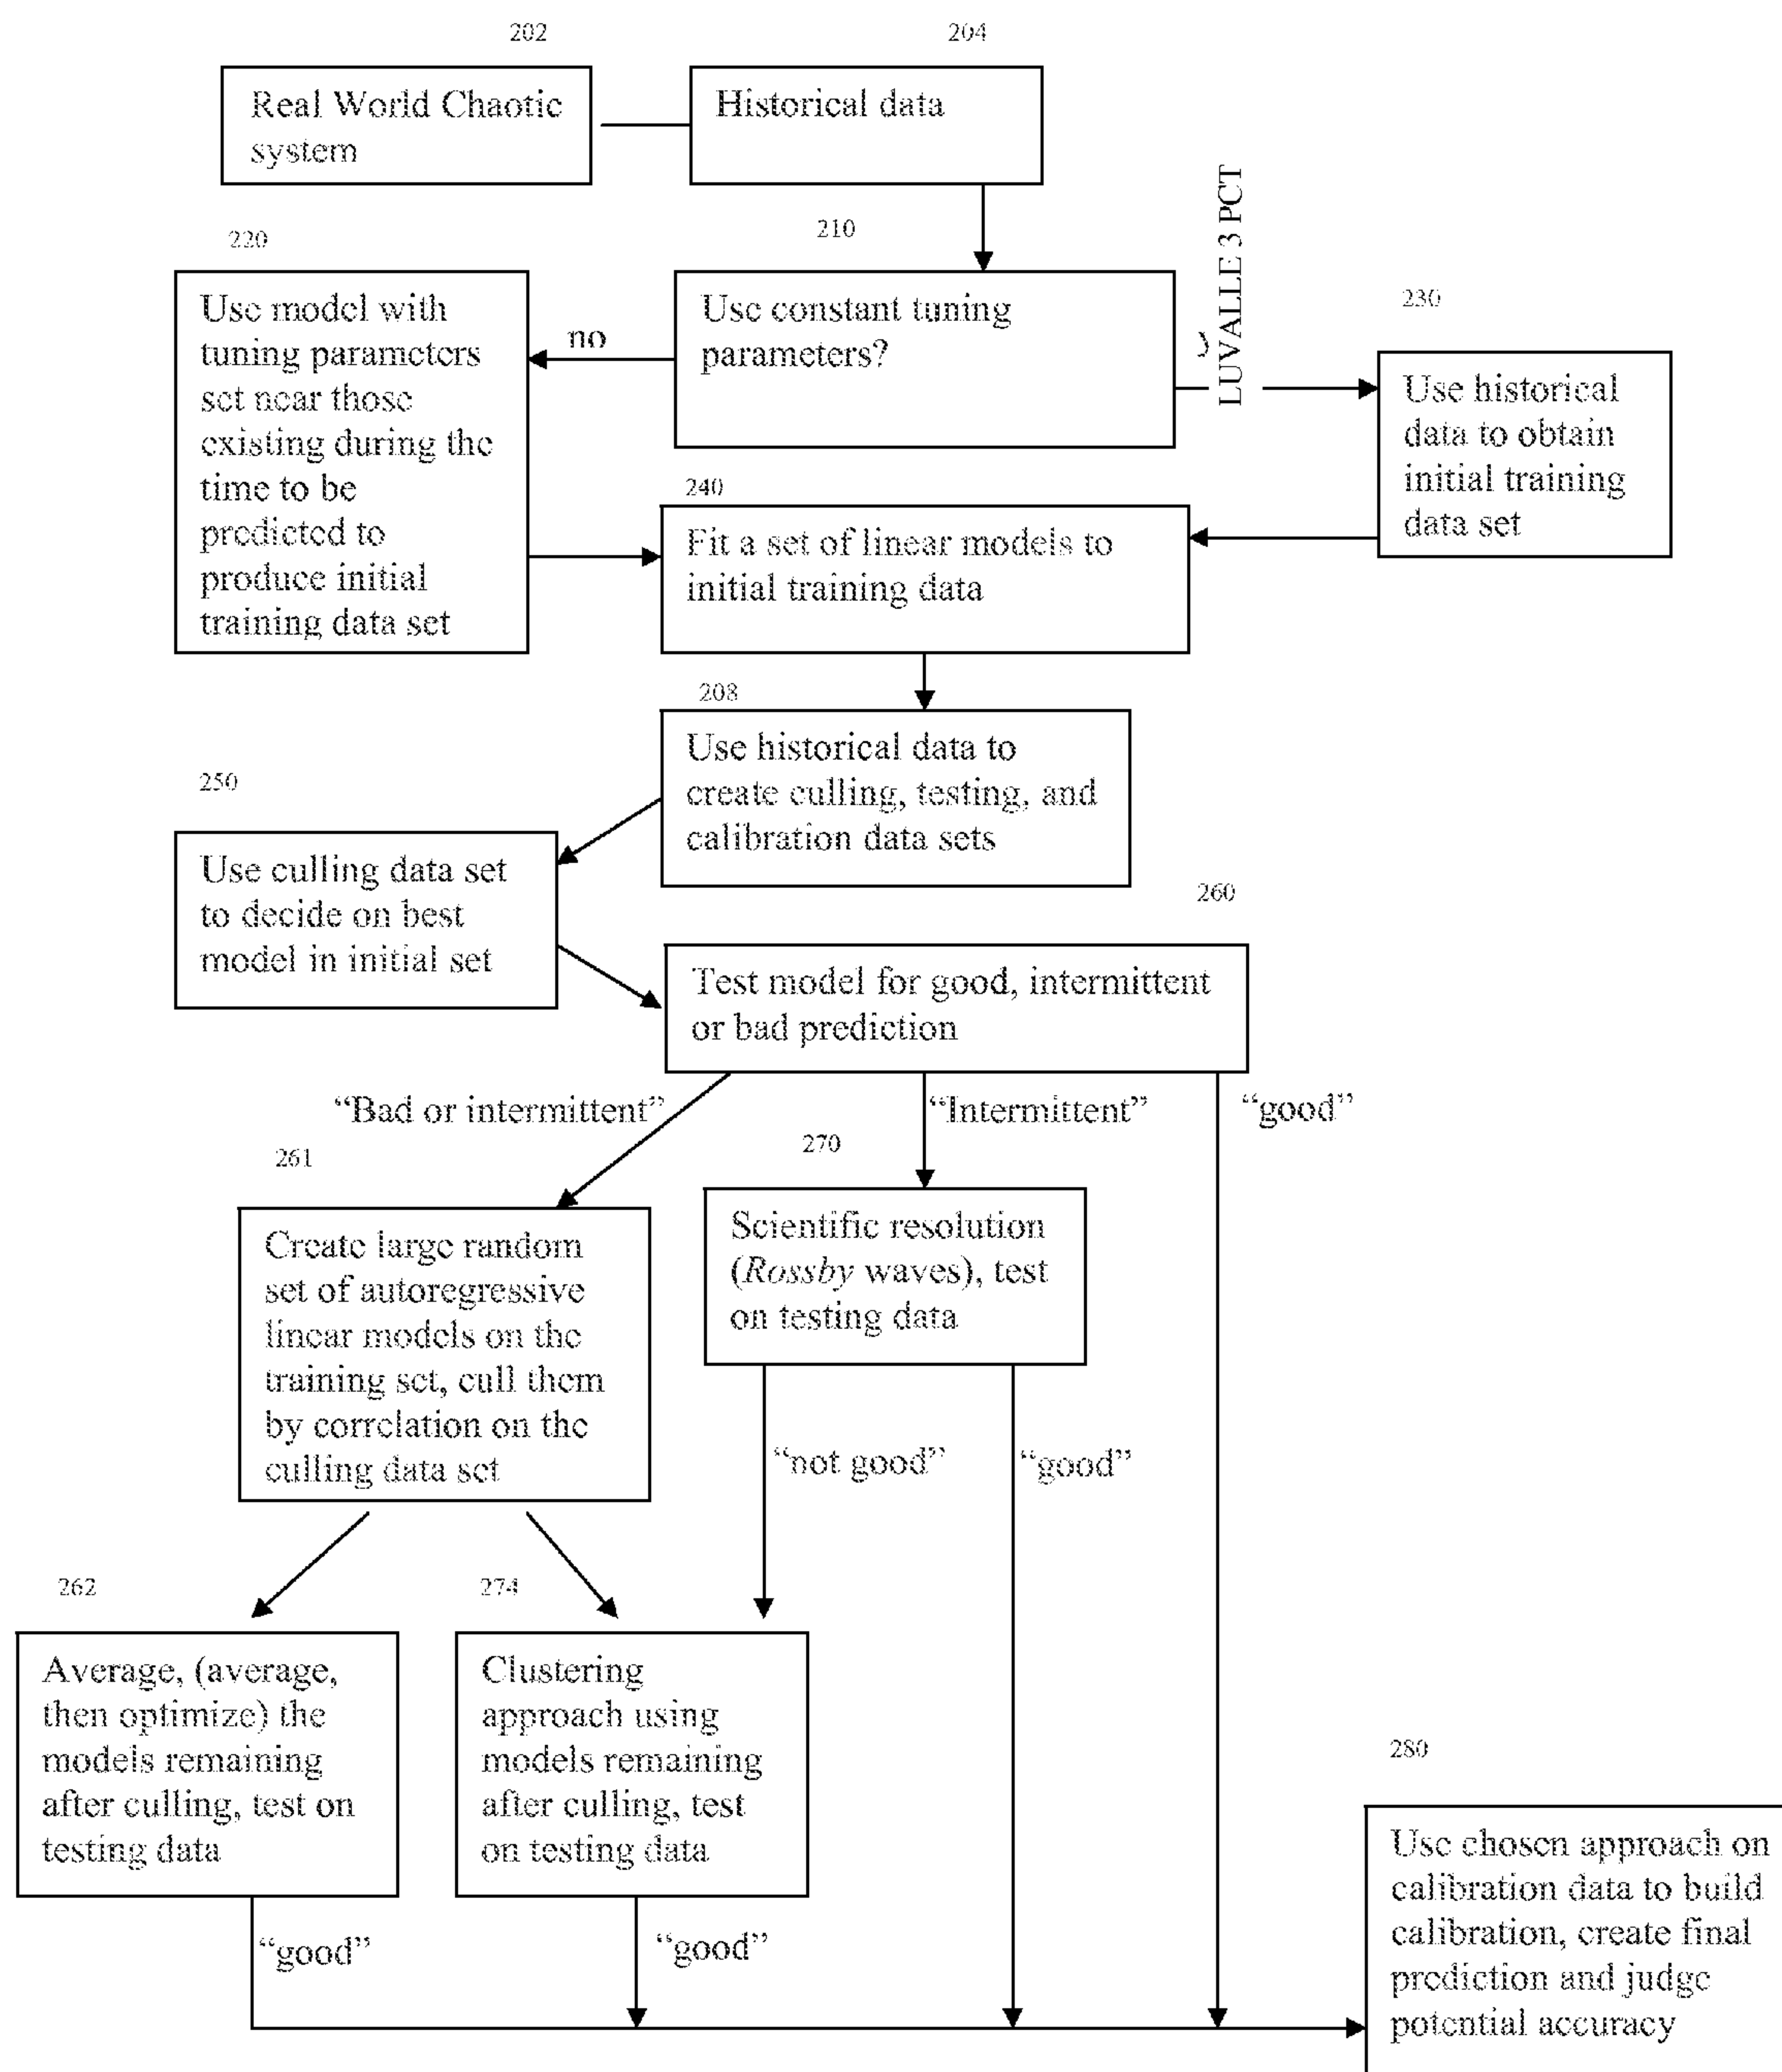 202
204
Real World Chaotic
system
Historical data
LUVALLE 3 PCT
220
210
230
Use model with
tuning parameters
set near those
existing during the
time to be
predicted to
produce initial
training data set
no
Use constant tuning
parameters?
Use historical
data to obtain
initial training
data set
240
Fit a set of linear models to
initial training data
208
Use historical data to
create culling, testing, and
calibration data sets
250
Use culling data set
to decide on best
model in initial set
260
Test model for good, intermittent
or bad prediction
“Bad or intermittent”
“Intermittent”
“good”
261
270
Create large random
set of autoregressive
linear models on the
training set, cull them
by correlation on the
culling data set
Scientific resolution
(Rossby waves), test
on testing data
“not good”
“good”
262
274
Average, (average,
then optimize) the
models remaining
after culling, test on
testing data
Clustering
approach using
models remaining
after culling, test
on testing data
“good”
“good”
280
Use chosen approach on
calibration data to build
calibration, create final
prediction and judge
potential accuracy